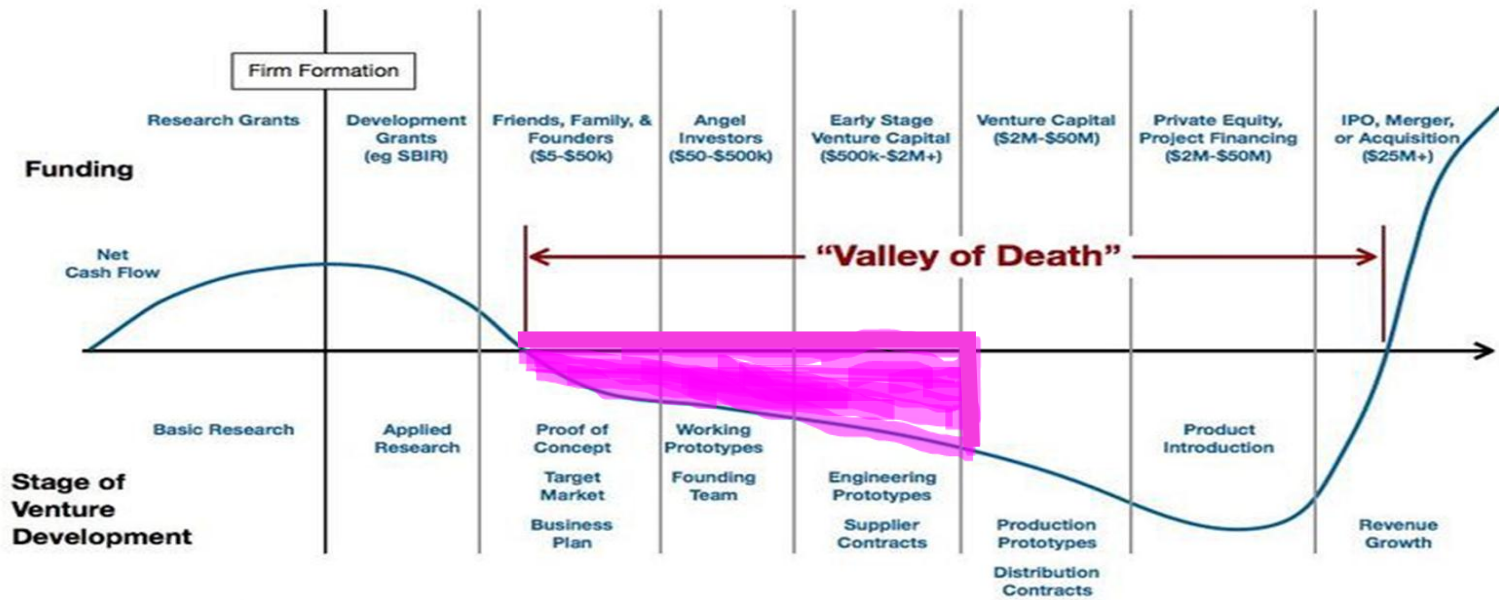 Firm Formation
Research Grants
Development
Grants
(eg SBIR)
Friends, Family, &
Founders
($5-$50k)
Angel
Investors
($50-$500k)
Early Stage
Venture Capital
($500k-$2M+)
Venture Capital
($2M-$50M)
Private Equity,
Project Financing
($2M-$50M)
IPO, Merger,
or Acquisition
($25M+)
Funding
Net
Cash Flow
“Valley of Death”
Stage of
Venture
Development
Basic Research
Applied
Research
Proof of
Concept
Target
Market
Business
Plan
Working
Prototypes
Founding
Team
Engineering
Prototypes
Supplier
Contracts
Production
Prototypes
Distribution
Contracts
Product
Introduction
Revenue
Growth